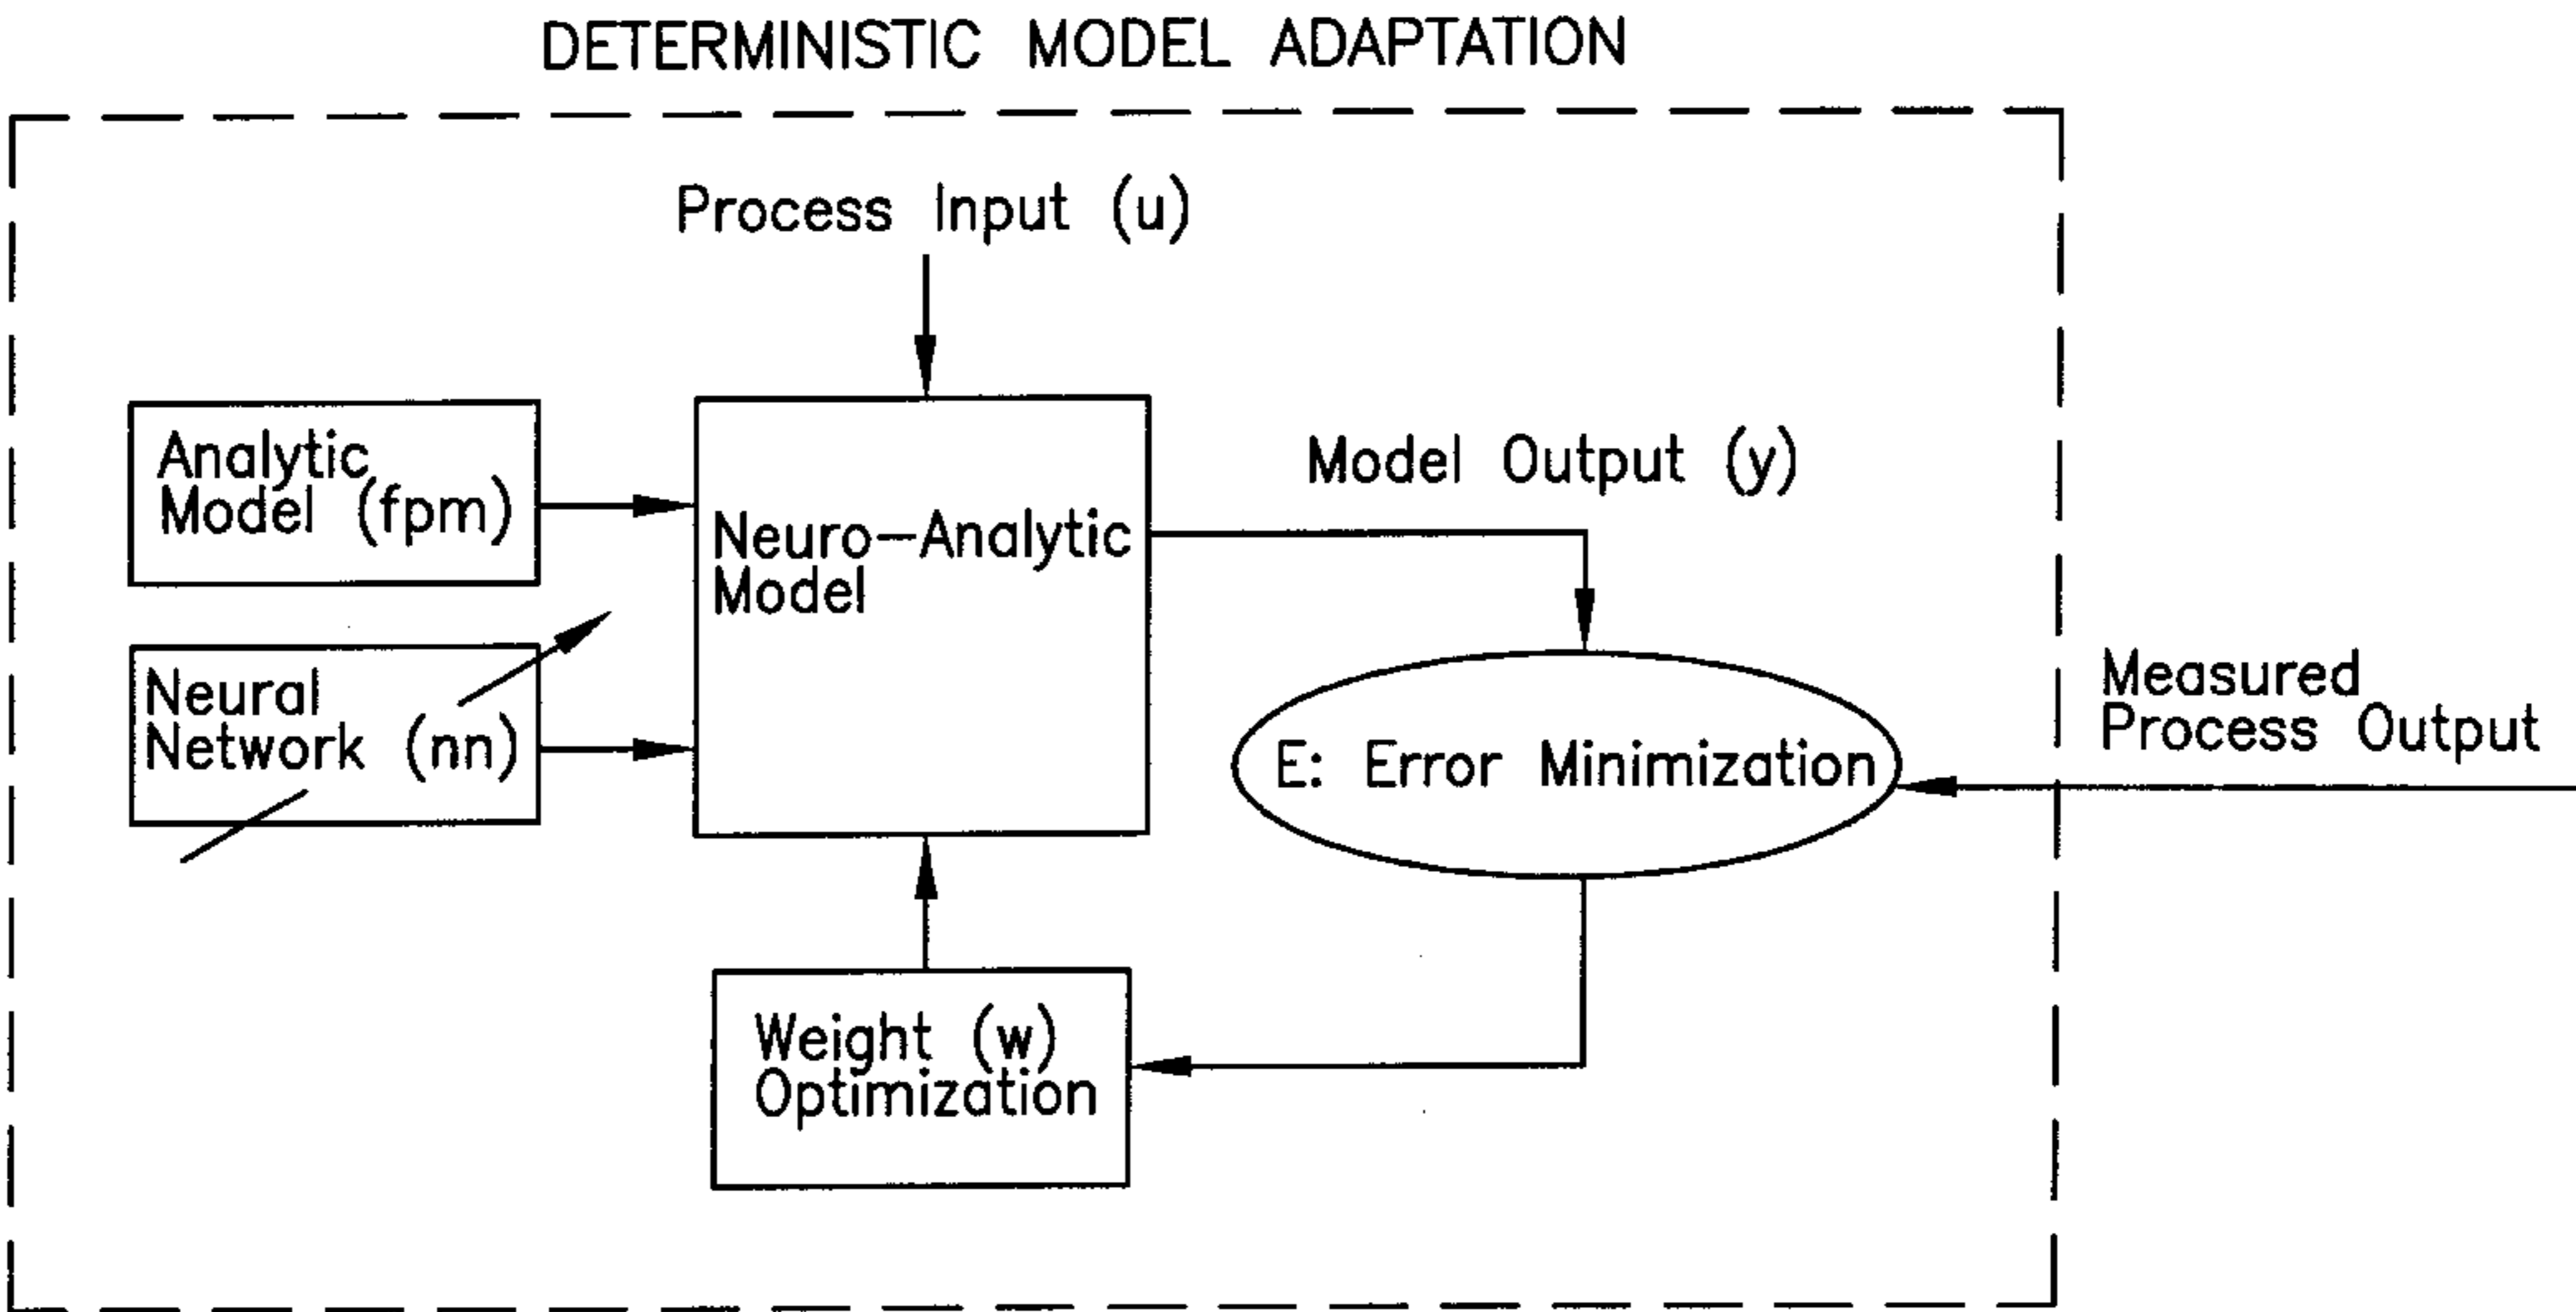 DETERMINISTIC MODEL ADAPTATION
Process Input (u)
Analytic
Model (fpm)
Neuro-Analytic
Model
Model Output (y)
Neural
Network (nn)
E: Error Minimization
Measured
Process Output
Weight (w)
Optimization